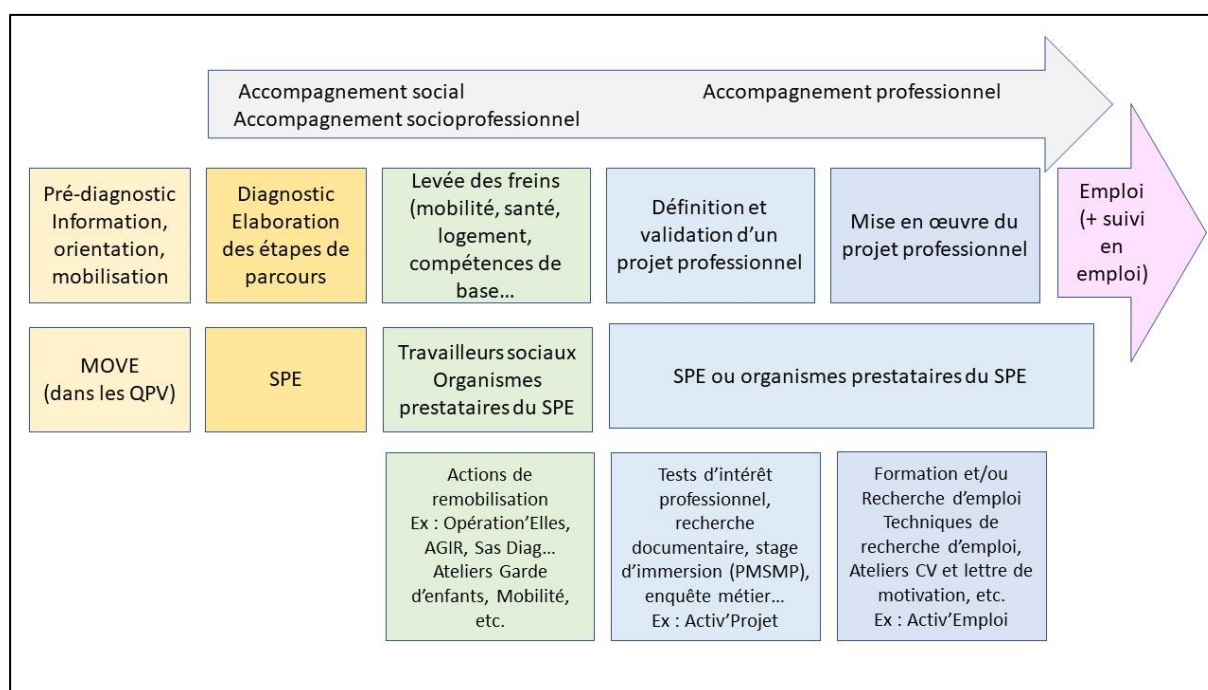 Accompagnement social
Accompagnement socioprofessionnel
Accompagnement professionnel
Pré-diagnostic
Information,
orientation,
mobilisation
Diagnostic
Elaboration
des étapes de
parcours
Levée des freins
(mobilité, santé,
logement,
compétences de
base…
Définition et
validation d’un
projet professionnel
Mise en œuvre du
projet professionnel
Emploi
(+ suivi
en
emploi)
MOVE
(dans les QPV)
SPE
Travailleurs sociaux
Organismes
prestataires du SPE
SPE ou organismes prestataires du SPE
Actions de
remobilisation
Ex : Opération’Elles,
AGIR, Sas Diag…
Ateliers Garde
d’enfants, Mobilité,
etc.
Tests d’intérêt
professionnel,
recherche
documentaire, stage
d’immersion (PMSMP),
enquête métier…
Ex : Activ’Projet
Formation et/ou
Recherche d’emploi
Techniques de
recherche d’emploi,
Ateliers CV et lettre de
motivation, etc.
Ex : Activ’Emploi